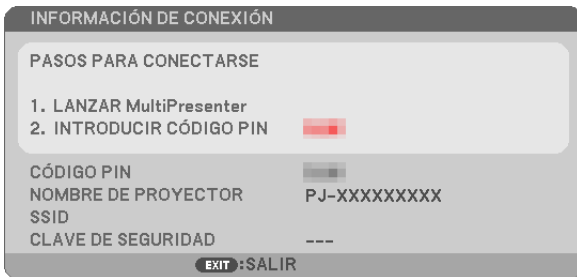 INFORMACIÓN DE CONEXIÓN
PASOS PARA CONECTARSE
1. LANZAR MultiPresenter
2. INTRODUCIR CÓDIGO PIN
CÓDIGO PIN
NOMBRE DE PROYECTOR PJ-XXXXXXXXX
SSID
CLAVE DE SEGURIDAD ---
EXIT :SALIR